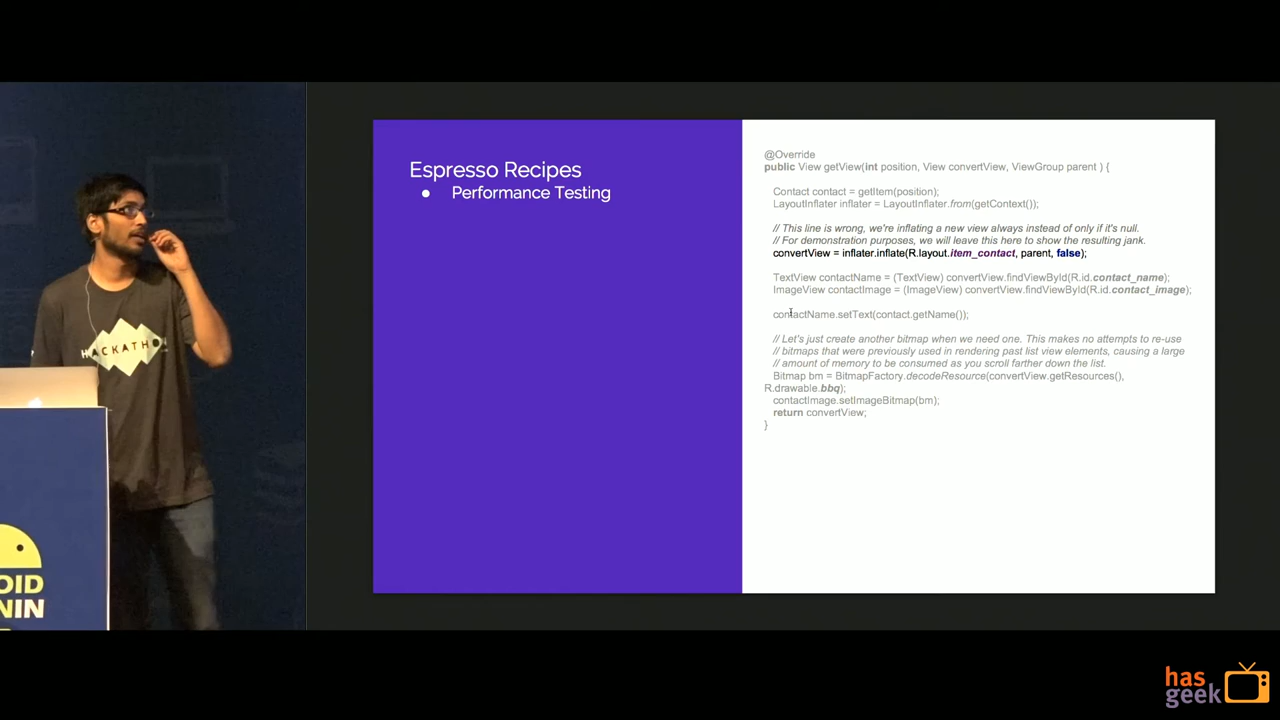 Espresso Recipes
● Performance Testing
@Override
public View getView(int position, View convertView, ViewGroup parent ) {
Contact contact = getItem(position);
LayoutInflater inflater = LayoutInflater.from(getContext());
// This line is wrong, we're inflating a new view always instead of only if it's null.
// For demonstration purposes, we will leave this here to show the resulting jank.
convertView = inflater.inflate(R.layout.item_contact, parent, false);
TextView contactName = (TextView) convertView.findViewById(R.id.contact_name);
ImageView contactImage = (ImageView) convertView.findViewById(R.id.contact_image);
contactName.setText(contact.getName());
// Let's just create another bitmap when we need one. This makes no attempts to re-use
// bitmaps that were previously used in rendering past list view elements, causing a large
// amount of memory to be consumed as you scroll farther down the list.
Bitmap bm = BitmapFactory.decodeResource(convertView.getResources(),
R.drawable.bbq);
contactImage.setImageBitmap(bm);
return convertView;
}
HACKATHON
OID
NIN
has
geek